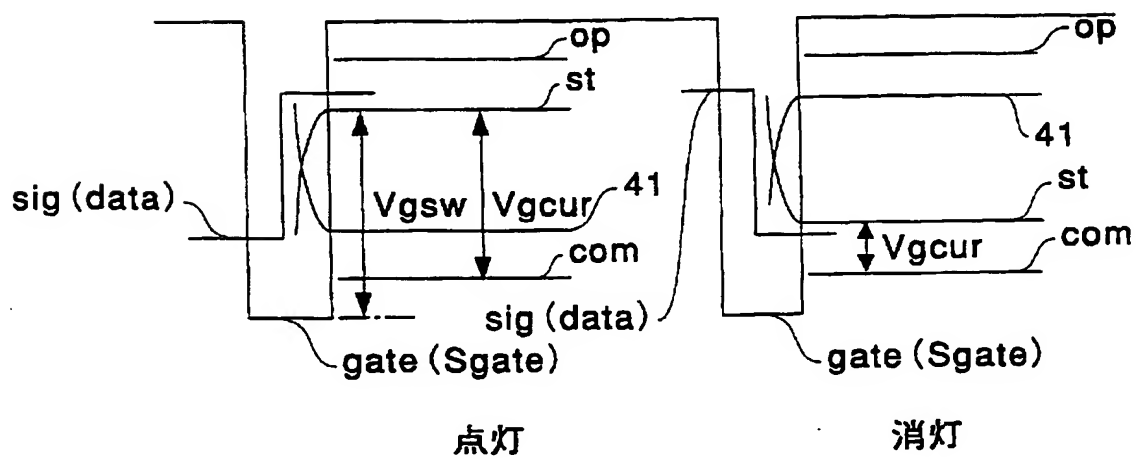 op
st
sig (data)
Vgsw
Vgcur
41
com
gate (Sgate)
点灯
op
41
st
Vgcur
com
sig (data)
gate (Sgate)
消灯